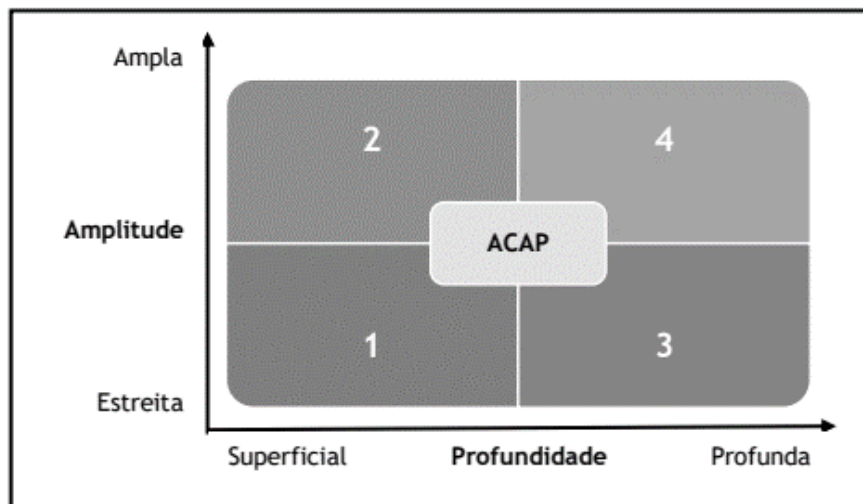 Ampla
2 4
Amplitude
ACAP
1 3
Estreita
Superficial Profundidade Profunda